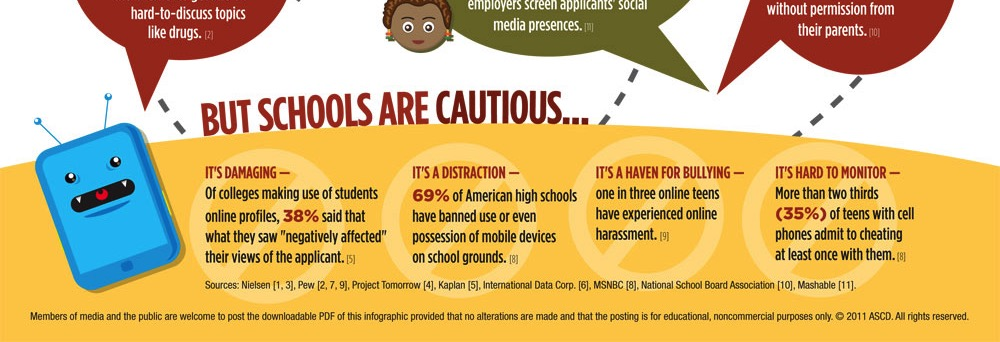 hard-to-discuss topics
like drugs. [2]
employers screen applicants' social
media presences. [11]
without permission from
their parents. [10]
BUT SCHOOLS ARE CAUTIOUS...
IT'S DAMAGING —
Of colleges making use of students
online profiles, 38% said that
what they saw "negatively affected"
their views of the applicant. [5]
IT'S A DISTRACTION —
69% of American high schools
have banned use or even
possession of mobile devices
on school grounds. [8]
IT'S A HAVEN FOR BULLYING —
one in three online teens
have experienced online
harassment. [9]
IT'S HARD TO MONITOR —
More than two thirds
(35%) of teens with cell
phones admit to cheating
at least once with them. [8]
Sources: Nielsen [1, 3], Pew [2, 7, 9], Project Tomorrow [4], Kaplan [5], International Data Corp. [6], MSNBC [8], National School Board Association [10], Mashable [11].
Members of media and the public are welcome to post the downloadable PDF of this infographic provided that no alterations are made and that the posting is for educational, noncommercial purposes only. © 2011 ASCD. All rights reserved.